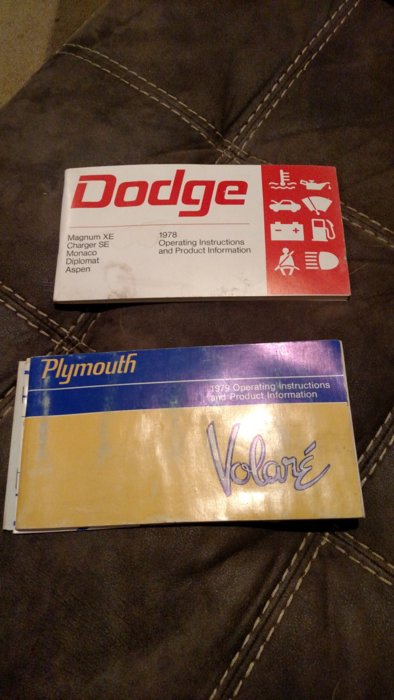 Dodge
Magnum XE
Charger SE
Monaco
Diplomat
Aspen
1978
Operating Instructions
and Product Information
Plymouth
1979 Operating Instructions
and Product Information
Volaré